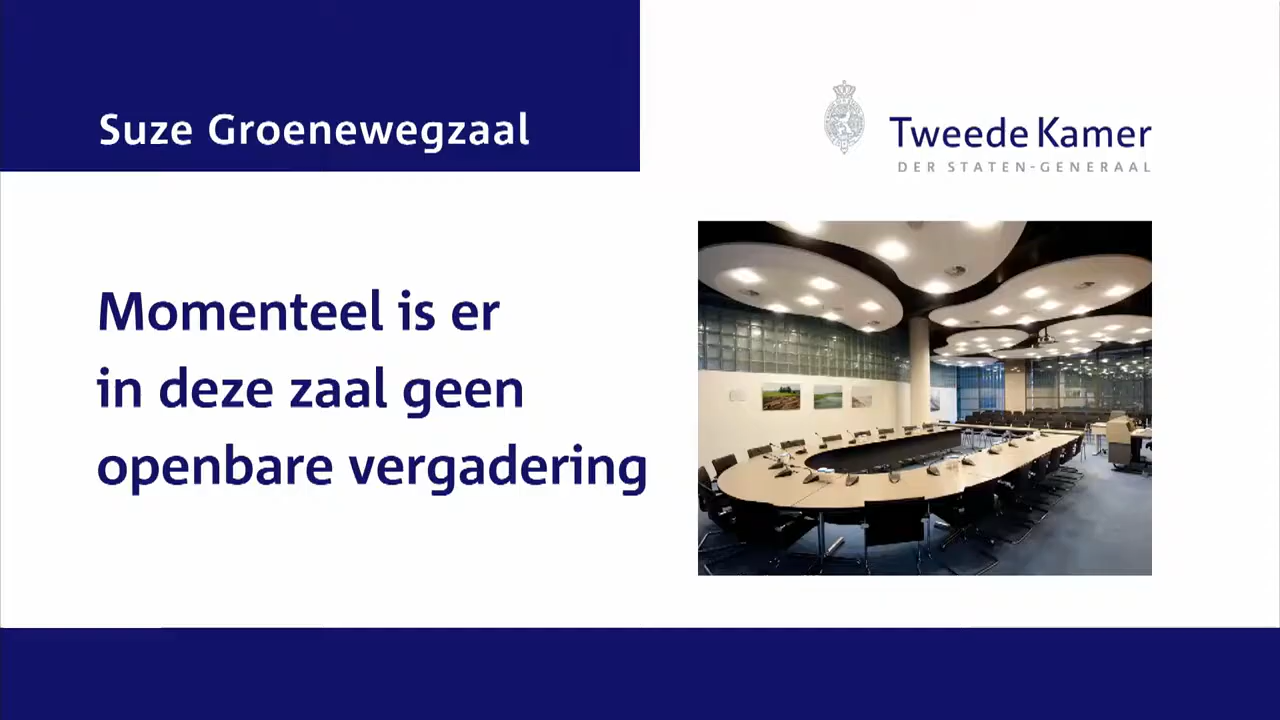 Suze Groenewegzaal
Tweede Kamer
DER STATEN-GENERAAL
Momenteel is er
in deze zaal geen
openbare vergadering